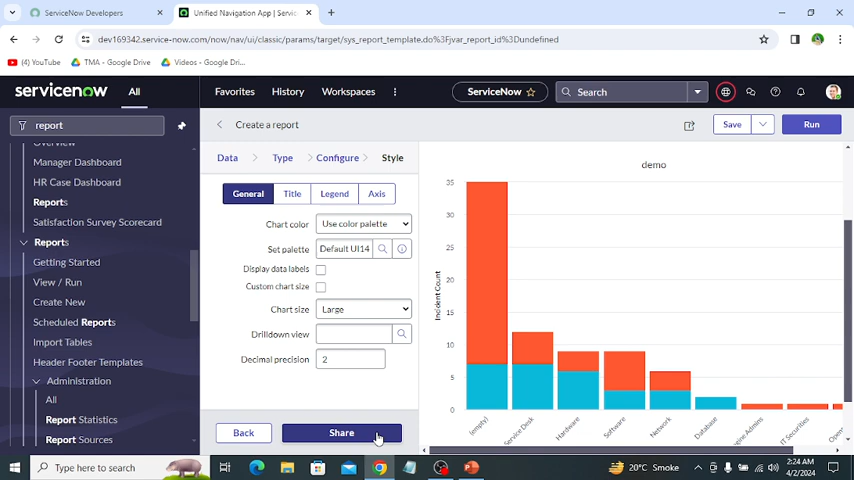 ServiceNow Developers
Unified Navigation App | Servic
dev169342.service-now.com/now/nav/ui/classic/params/target/sys_report_template.do%3Fjvar_report_id%3Dundefined
(4) YouTube
TMA - Google Drive
Videos - Google Dri...
servicenow
All
Favorites
History
Workspaces
ServiceNow
Search
report
Overview
Manager Dashboard
HR Case Dashboard
Reports
Satisfaction Survey Scorecard
Reports
Getting Started
View / Run
Create New
Scheduled Reports
Import Tables
Header Footer Templates
Administration
All
Report Statistics
Report Sources
Create a report
Save
Run
Data
Type
Configure
Style
General
Title
Legend
Axis
Chart color
Use color palette
Set palette
Default UI14
Display data labels
Custom chart size
Chart size
Large
Drilldown view
Decimal precision
2
Back
Share
demo
Incident Count
35
30
25
20
15
10
5
0
(empty)
Service Desk
Hardware
Software
Network
Database
IT Securities
Type here to search
20°C Smoke
2:24 AM
4/2/2024